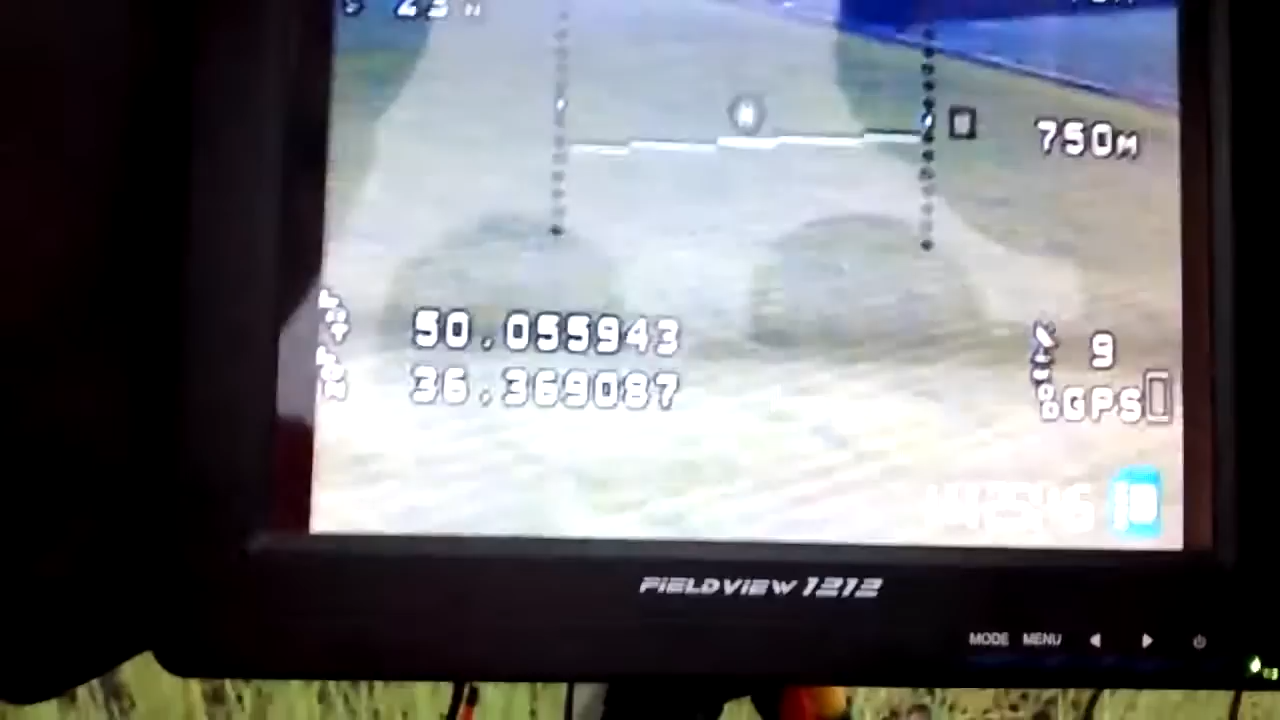 750M
50.055943
36.369087
9
GPS
FIELDVIEW 1212
MODE MENU